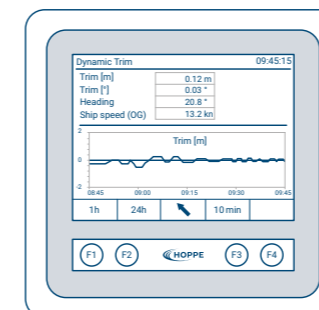 Dynamic Trim 09:45:15
Trim [m] 0.12 m
Trim [°] 0.03 °
Heading 20.8 °
Ship speed (OG) 13.2 kn
Trim [m]
2
0
-2
08:45 09:00 09:15 09:30 09:45
1h 24h 10 min
F1 F2 HOPPE F3 F4